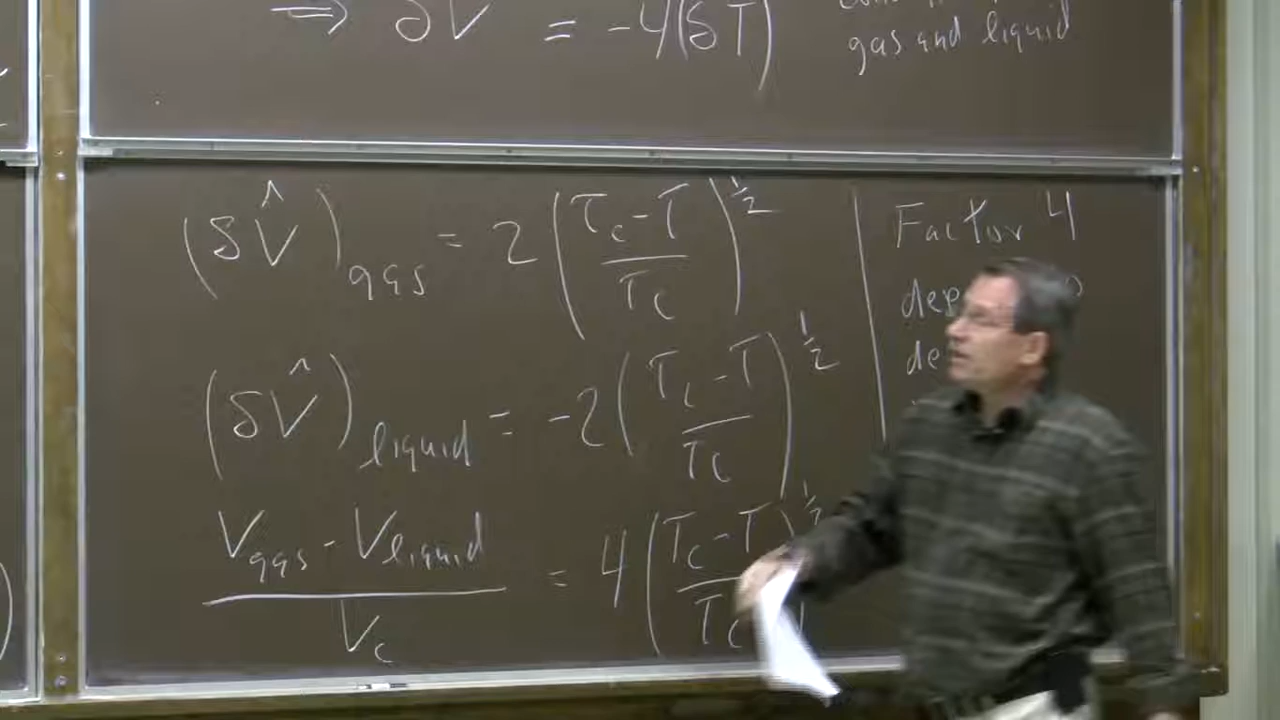 ⇒ δV̂ = -4(δT̂)
gas and liquid
(δV̂)gas = 2 ((Tc - T)/Tc)^1/2
(δV̂)liquid = -2 ((Tc - T)/Tc)^1/2
(Vgas - Vliquid)/Vc = 4 ((Tc - T)/Tc)^1/2
Factor 4